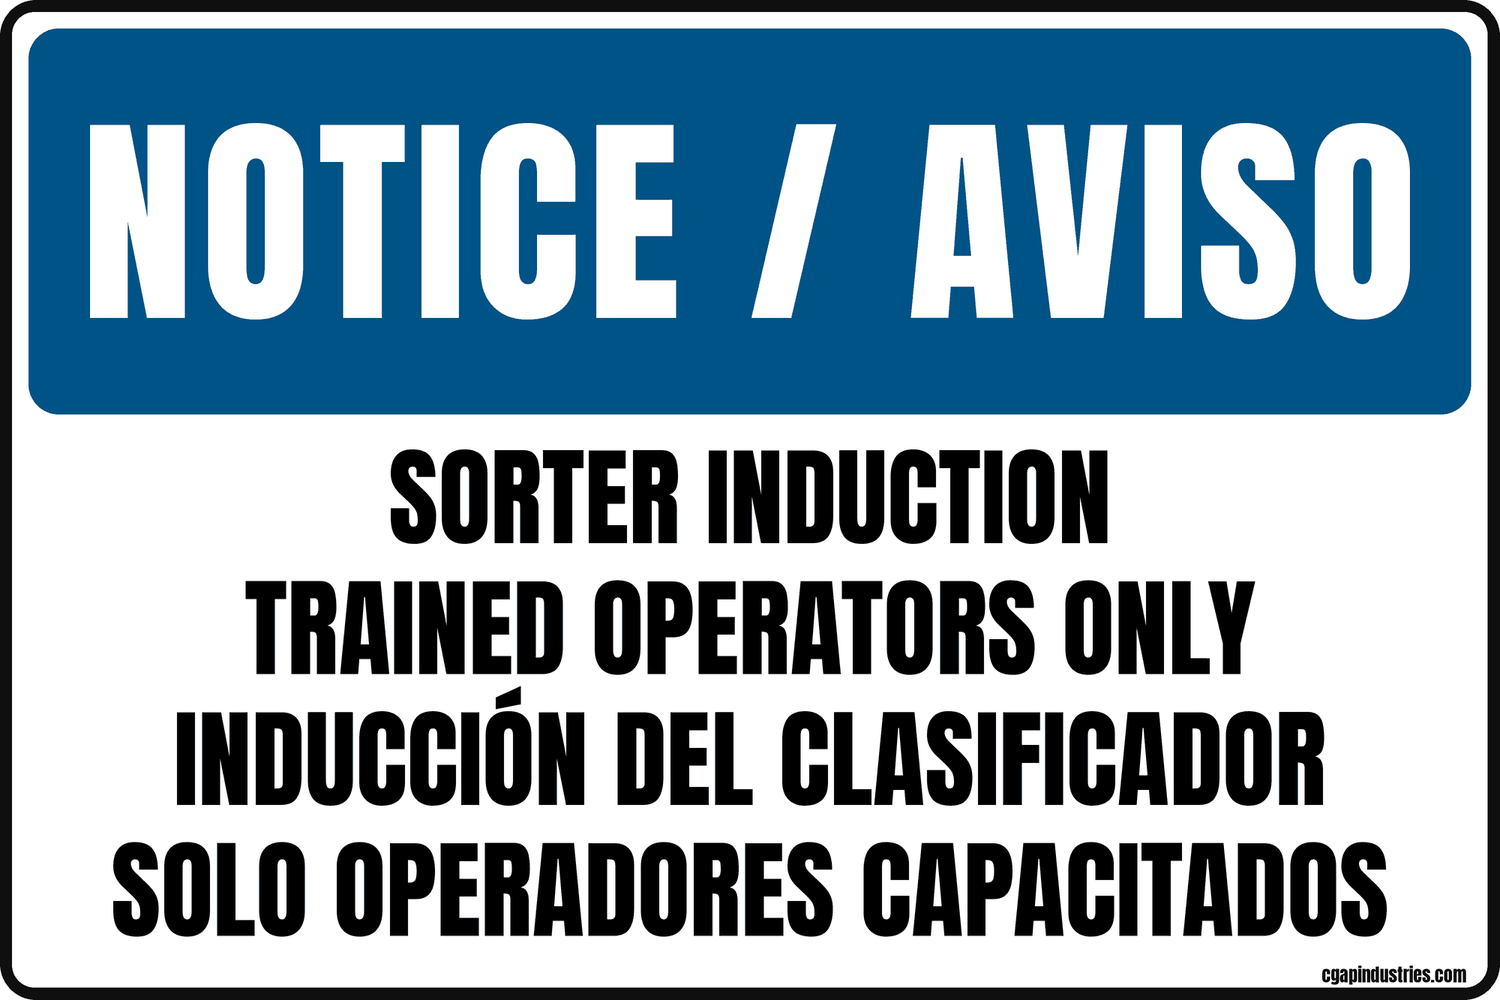 NOTICE / AVISO
SORTER INDUCTION
TRAINED OPERATORS ONLY
INDUCCIÓN DEL CLASIFICADOR
SOLO OPERADORES CAPACITADOS
cgapindustries.com